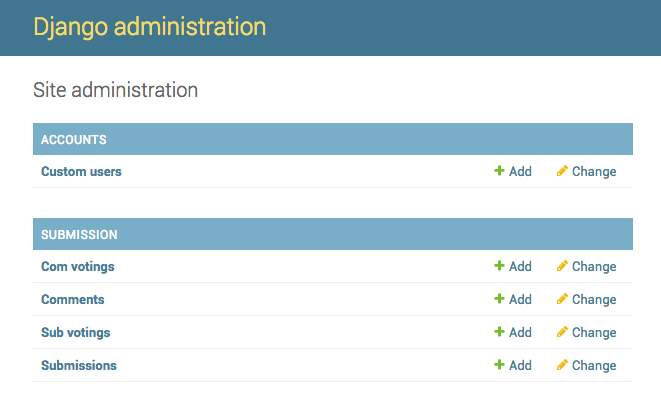 Django administration
Site administration
ACCOUNTS
Custom users Add Change
SUBMISSION
Com votings Add Change
Comments Add Change
Sub votings Add Change
Submissions Add Change